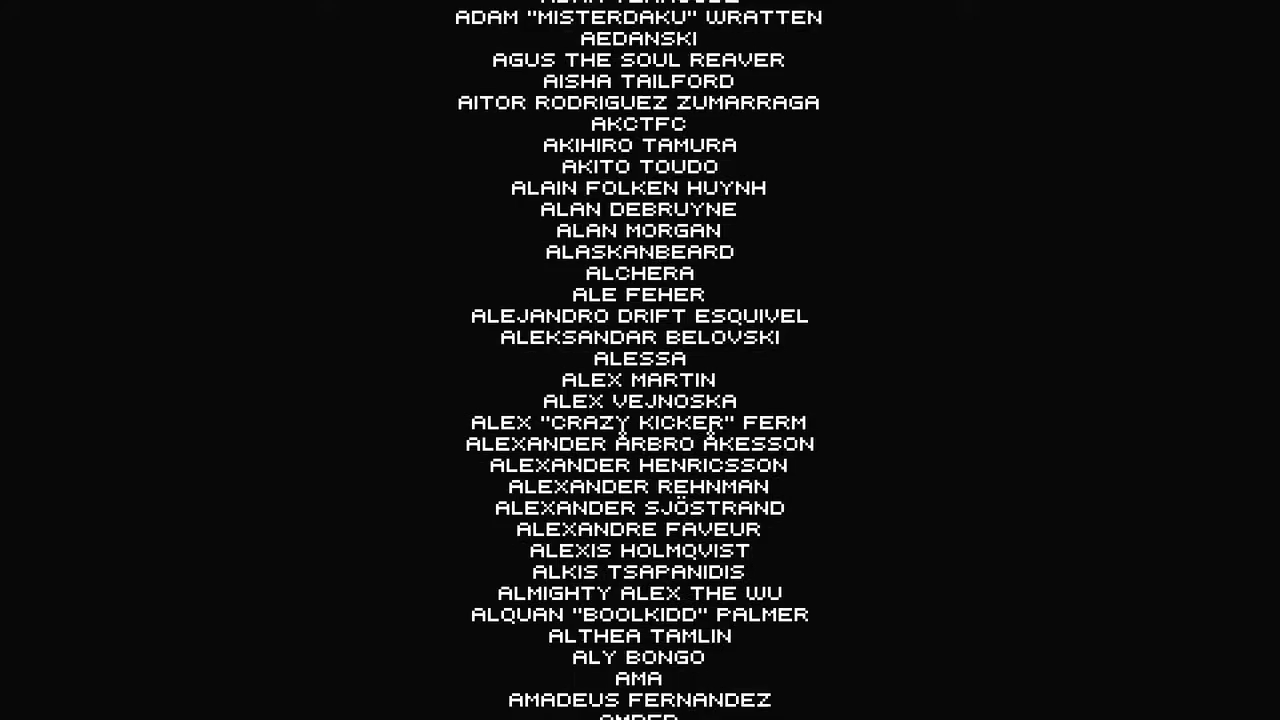 ADAM "MISTERDAKU" WRATTEN
AEDANSKI
AGUS THE SOUL REAVER
AISHA TAILFORD
AITOR RODRIGUEZ ZUMARRAGA
AKCTFC
AKIHIRO TAMURA
AKITO TOUDO
ALAIN FOLKEN HUYNH
ALAN DEBRUYNE
ALAN MORGAN
ALASKANBEARD
ALCHERA
ALE FEHER
ALEJANDRO DRIFT ESQUIVEL
ALEKSANDAR BELOVSKI
ALESSA
ALEX MARTIN
ALEX VEJNOSKA
ALEX "CRAZY KICKER" FERM
ALEXANDER ÅRBRO ÅKESSON
ALEXANDER HENRICSSON
ALEXANDER REHNMAN
ALEXANDER SJÖSTRAND
ALEXANDRE FAVEUR
ALEXIS HOLMQVIST
ALKIS TSAPANIDIS
ALMIGHTY ALEX THE WU
ALQUAN "BOOLKIDD" PALMER
ALTHEA TAMLIN
ALY BONGO
AMA
AMADEUS FERNANDEZ